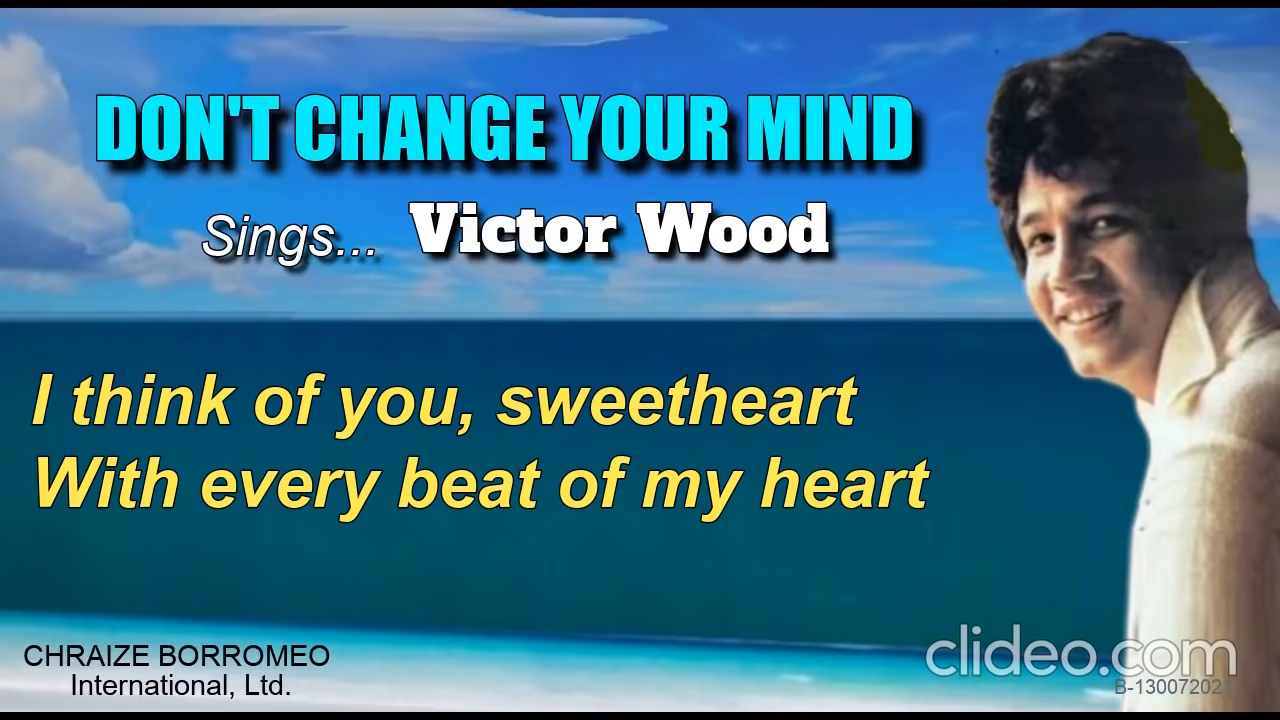 DON'T CHANGE YOUR MIND
Sings... Victor Wood
I think of you, sweetheart
With every beat of my heart
CHRAIZE BORROMEO
International, Ltd.
clideo.com
B-130072021